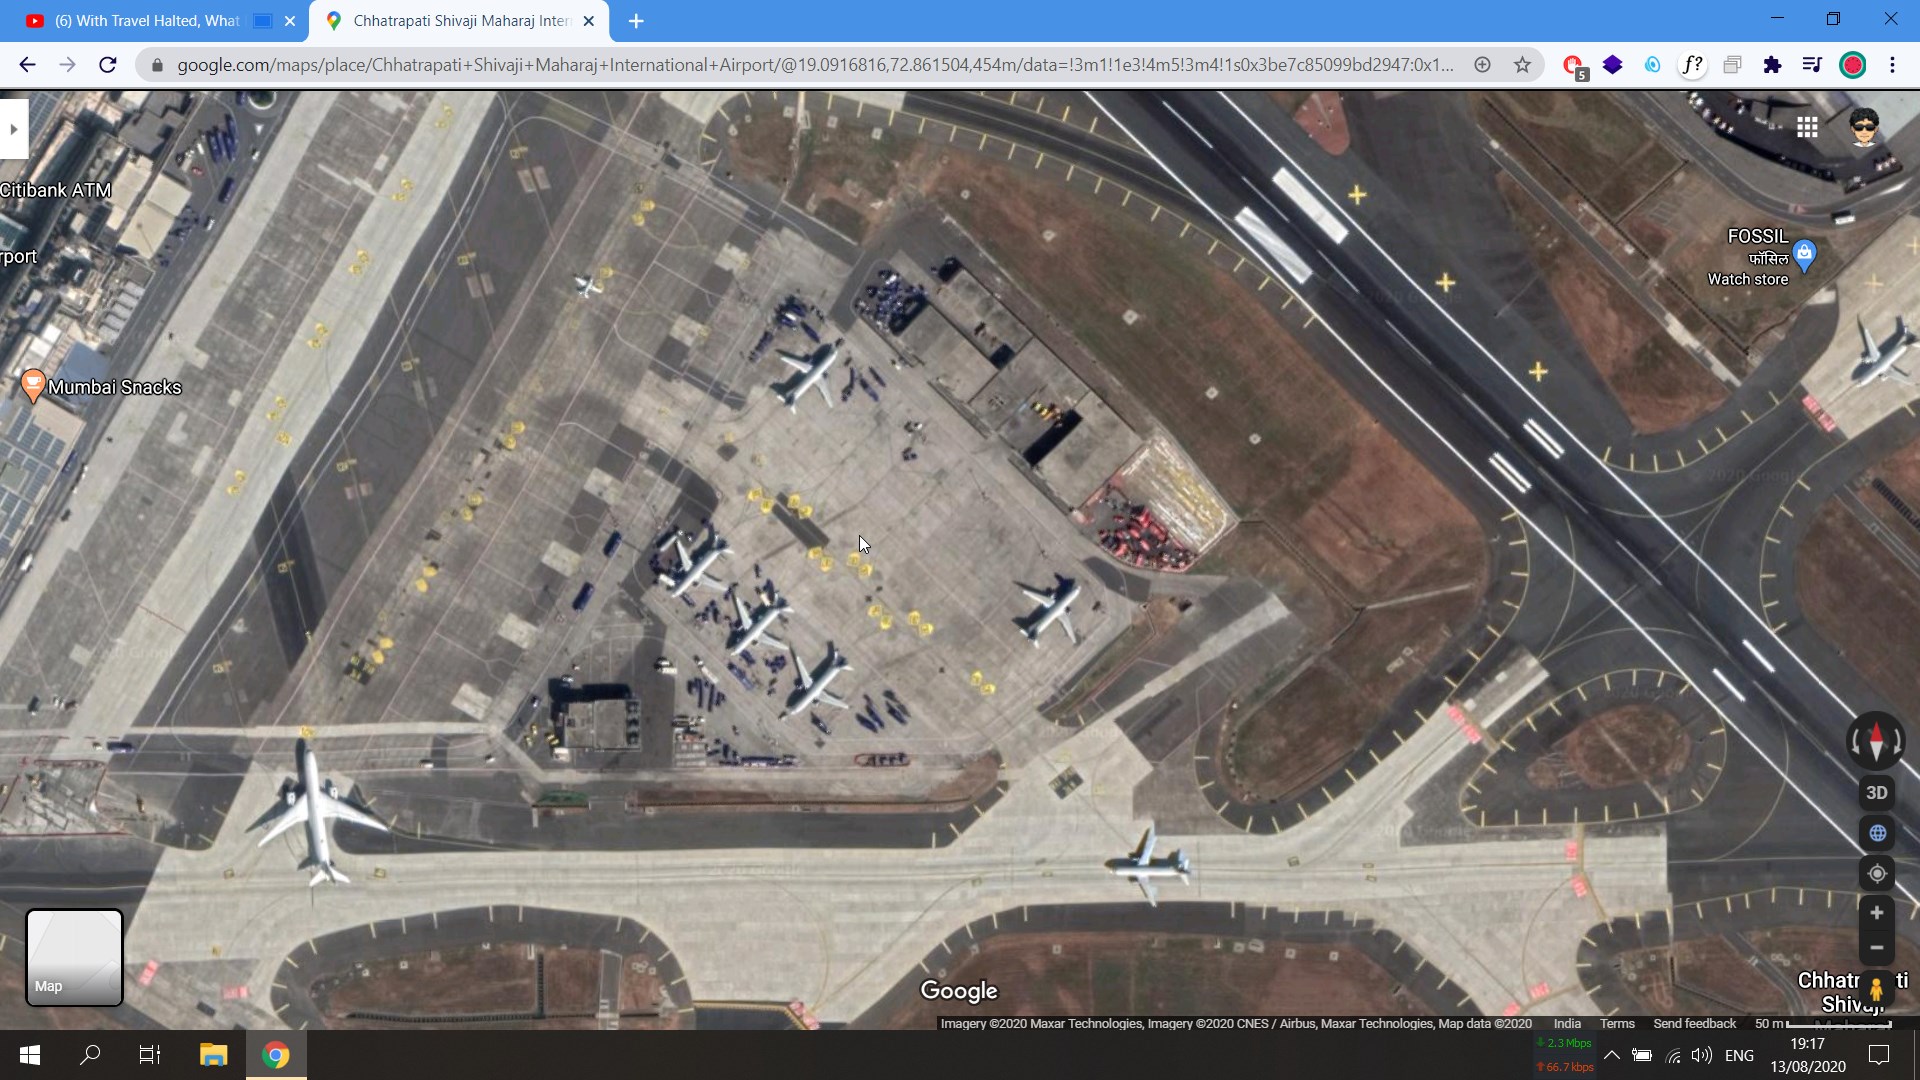 (6) With Travel Halted, What
Chhatrapati Shivaji Maharaj Inter
google.com/maps/place/Chhatrapati+Shivaji+Maharaj+International+Airport/@19.0916816,72.861504,454m/data=!3m1!1e3!4m5!3m4!1s0x3be7c85099bd2947:0x1...
5
f?
Citibank ATM
rport
FOSSIL
फॉसिल
Watch store
Mumbai Snacks
3D
Map
Google
Chhatr ti
Shivaji
Imagery ©2020 Maxar Technologies, Imagery ©2020 CNES / Airbus, Maxar Technologies, Map data ©2020 India Terms Send feedback 50 m
2.3 Mbps
66.7 kbps
ENG
19:17
13/08/2020